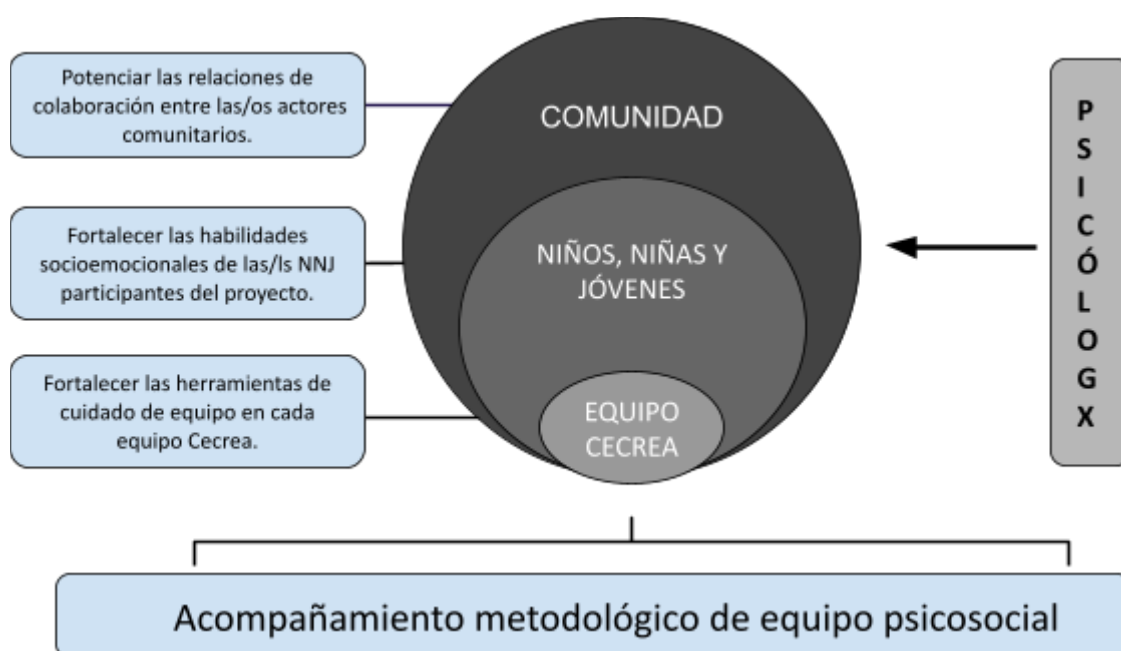 Potenciar las relaciones de
colaboración entre las/os actores
comunitarios.
COMUNIDAD
Fortalecer las habilidades
socioemocionales de las/ls NNJ
participantes del proyecto.
NIÑOS, NIÑAS Y
JÓVENES
Fortalecer las herramientas de
cuidado de equipo en cada
equipo Cecrea.
EQUIPO
CECREA
P
S
I
C
Ó
L
O
G
X
Acompañamiento metodológico de equipo psicosocial